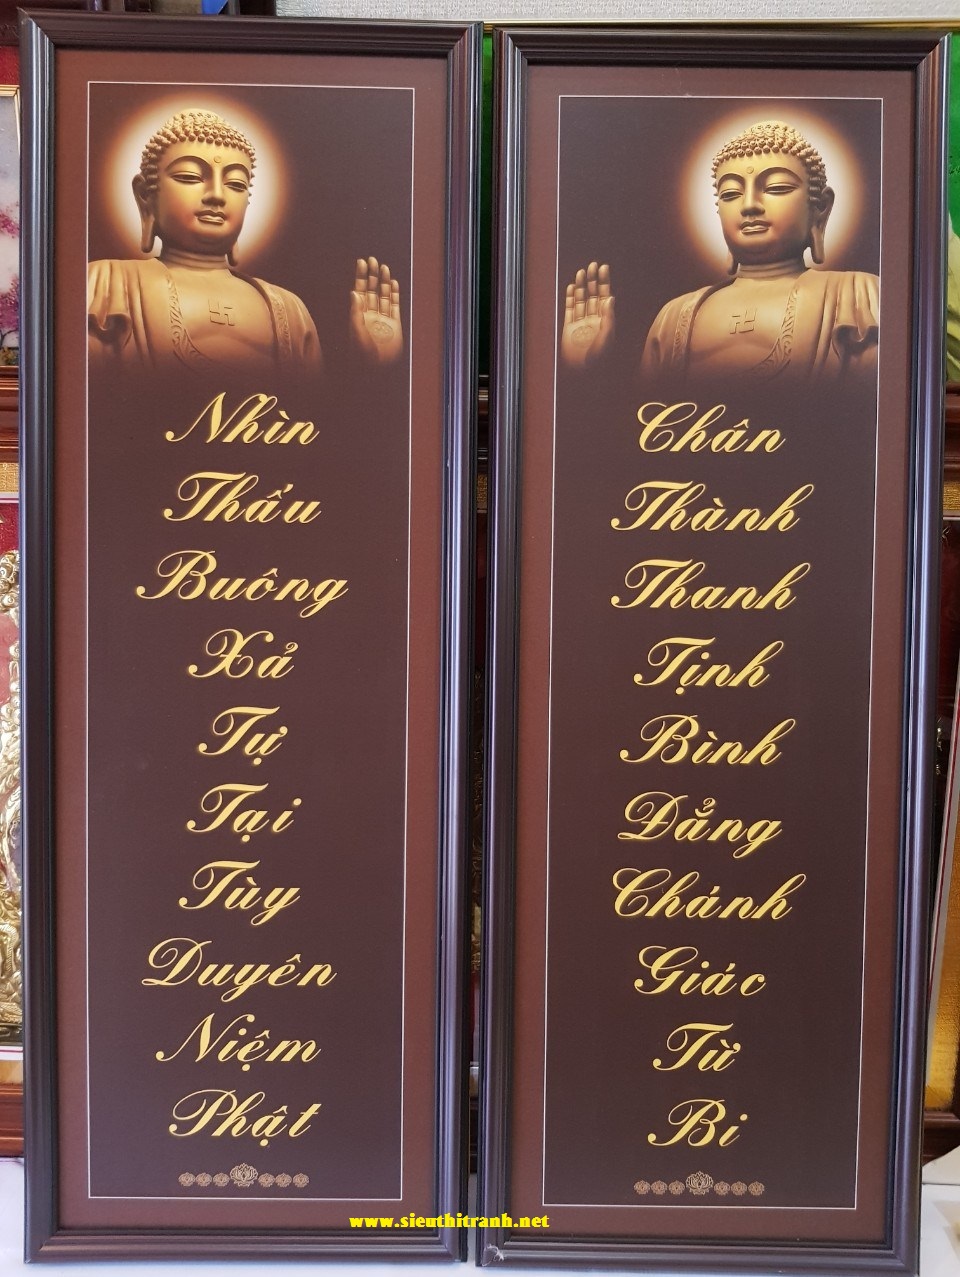 Nhìn
Thấu
Buông
Xả
Tự
Tại
Tùy
Duyên
Niệm
Phật
Chân
Thành
Thanh
Tịnh
Bình
Đẳng
Chánh
Giác
Từ
Bi
www.sieuthitranh.net